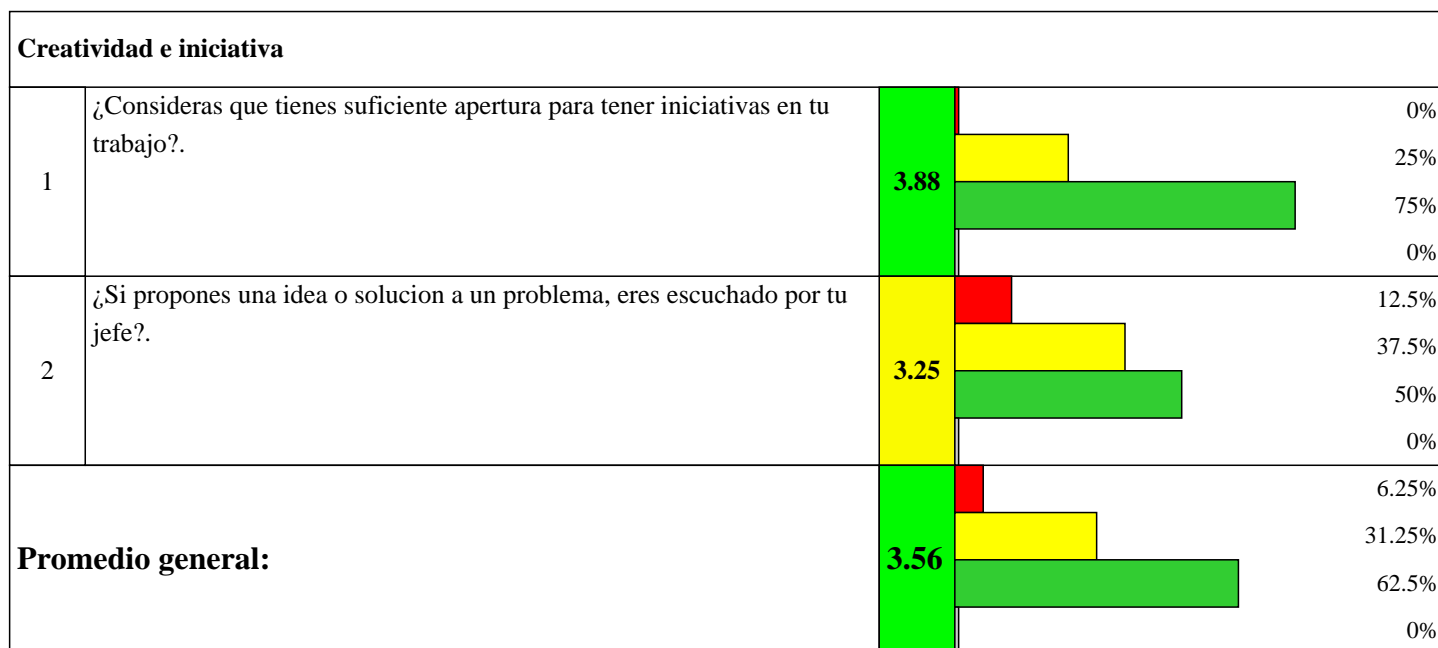 Creatividad e iniciativa
1
¿Consideras que tienes suficiente apertura para tener iniciativas en tu
trabajo?.
3.88
0%
25%
75%
0%
2
¿Si propones una idea o solucion a un problema, eres escuchado por tu
jefe?.
3.25
12.5%
37.5%
50%
0%
Promedio general:
3.56
6.25%
31.25%
62.5%
0%